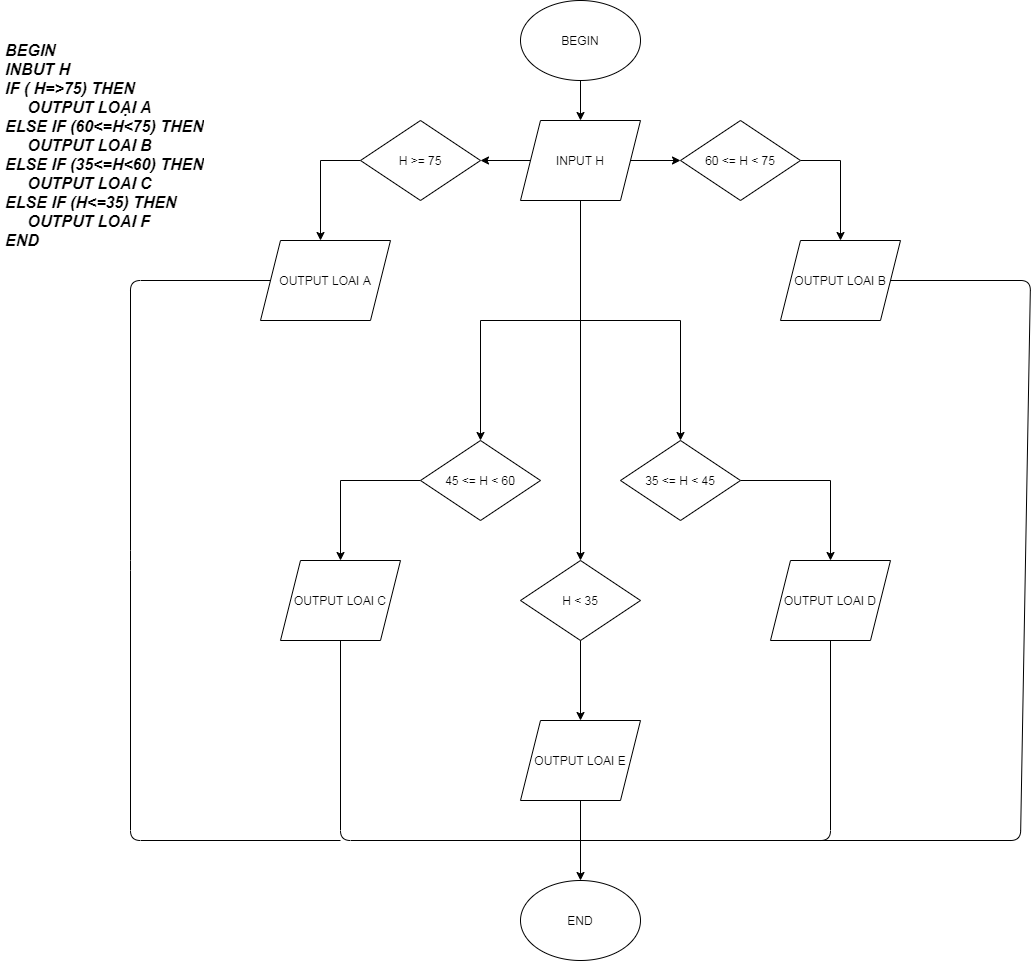 BEGIN
INBUT H
IF ( H=>75) THEN
OUTPUT LOẠI A
ELSE IF (60<=H<75) THEN
OUTPUT LOAI B
ELSE IF (35<=H<60) THEN
OUTPUT LOAI C
ELSE IF (H<=35) THEN
OUTPUT LOAI F
END
BEGIN
H >= 75
INPUT H
60 <= H < 75
OUTPUT LOAI A
OUTPUT LOAI B
45 <= H < 60
35 <= H < 45
OUTPUT LOAI C
H < 35
OUTPUT LOAI D
OUTPUT LOAI E
END